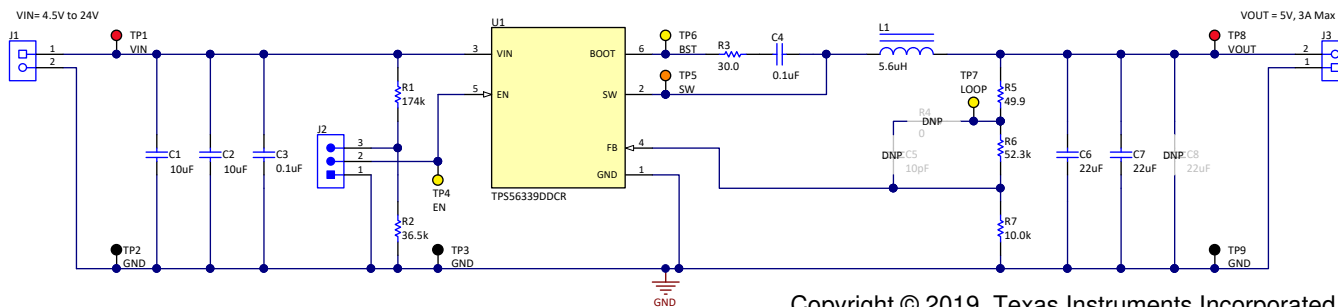 VIN= 4.5V to 24V
VOUT = 5V, 3A Max
J1
1
2
TP1
VIN
C1
10uF
C2
10uF
C3
0.1uF
TP2
GND
R1
174k
J2
3
2
1
R2
36.5k
TP4
EN
TP3
GND
U1
3
VIN
5
EN
BOOT
6
SW
2
FB
4
GND
1
TPS56339DDCR
TP6
BST
TP5
SW
R3
30.0
C4
0.1uF
L1
5.6uH
TP7
LOOP
R4
DNP
0
DNP
C5
10pF
R5
49.9
R6
52.3k
R7
10.0k
C6
22uF
C7
22uF
DNP
C8
22uF
TP8
VOUT
J3
2
1
TP9
GND
GND
Copyright © 2019, Texas Instruments Incorporated